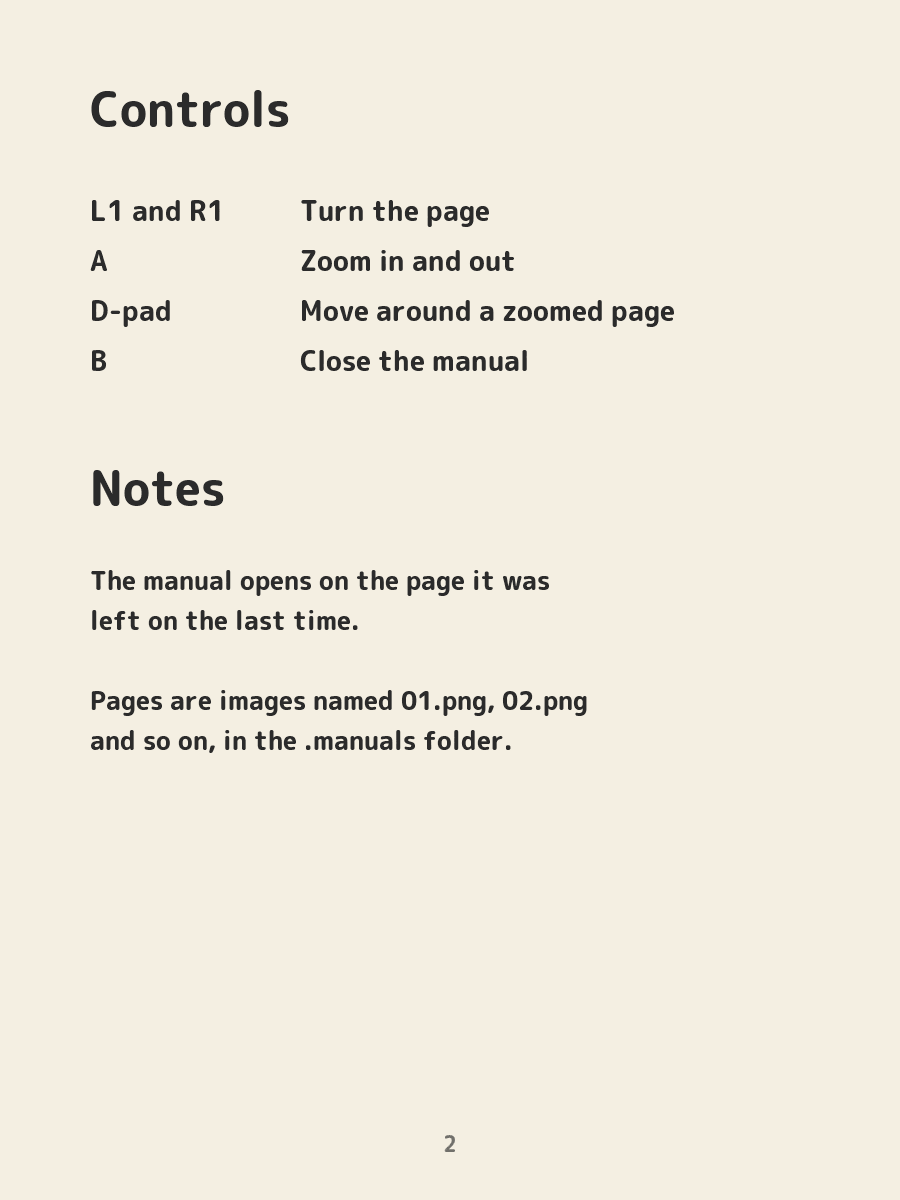 Controls
L1 and R1 Turn the page
A Zoom in and out
D-pad Move around a zoomed page
B Close the manual
Notes
The manual opens on the page it was
left on the last time.
Pages are images named 01.png, 02.png
and so on, in the .manuals folder.
2